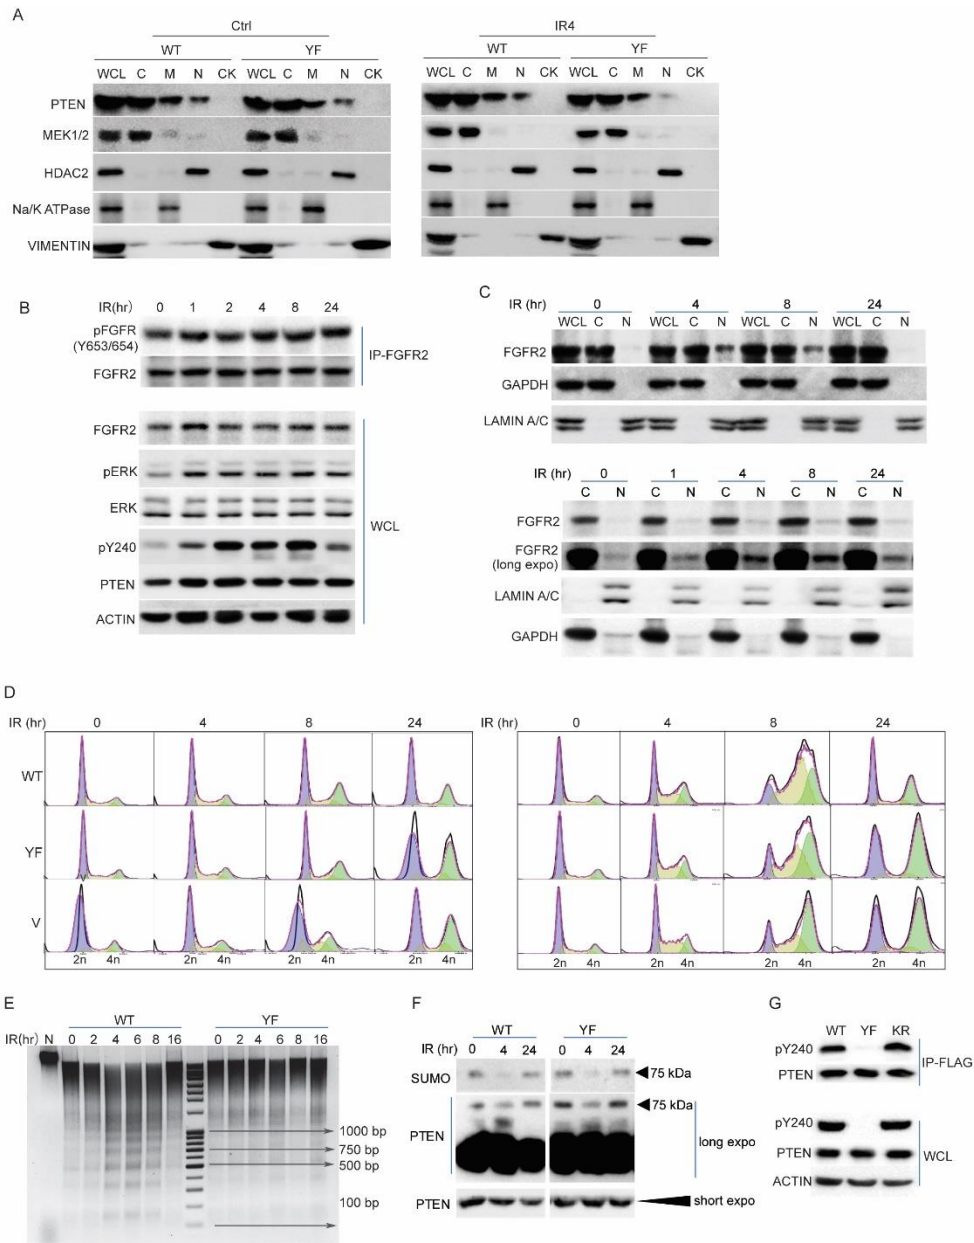 A
Ctrl
IR4
WT YF WT YF
WCL C M N CK WCL C M N CK WCL C M N CK WCL C M N CK
PTEN
MEK1/2
HDAC2
Na/K ATPase
VIMENTIN
B
IR(hr) 0 1 2 4 8 24
pFGFR
(Y653/654)
IP-FGFR2
FGFR2
FGFR2
pERK
ERK
WCL
pY240
PTEN
ACTIN
C
IR (hr) 0 4 8 24
WCL C N WCL C N WCL C N WCL C N
FGFR2
GAPDH
LAMIN A/C
IR (hr) 0 1 4 8 24
C N C N C N C N C N
FGFR2
FGFR2
(long expo)
LAMIN A/C
GAPDH
D
IR (hr) 0 4 8 24 IR (hr) 0 4 8 24
WT
YF
V
2n 4n 2n 4n 2n 4n 2n 4n 2n 4n 2n 4n 2n 4n 2n 4n
E
WT YF
IR(hr) N 0 2 4 6 8 16 0 2 4 6 8 16
1000 bp
750 bp
500 bp
100 bp
F
WT YF
IR (hr) 0 4 24 0 4 24
SUMO
75 kDa
75 kDa
PTEN
long expo
PTEN
short expo
G
WT YF KR
pY240
IP-FLAG
PTEN
pY240
PTEN
WCL
ACTIN